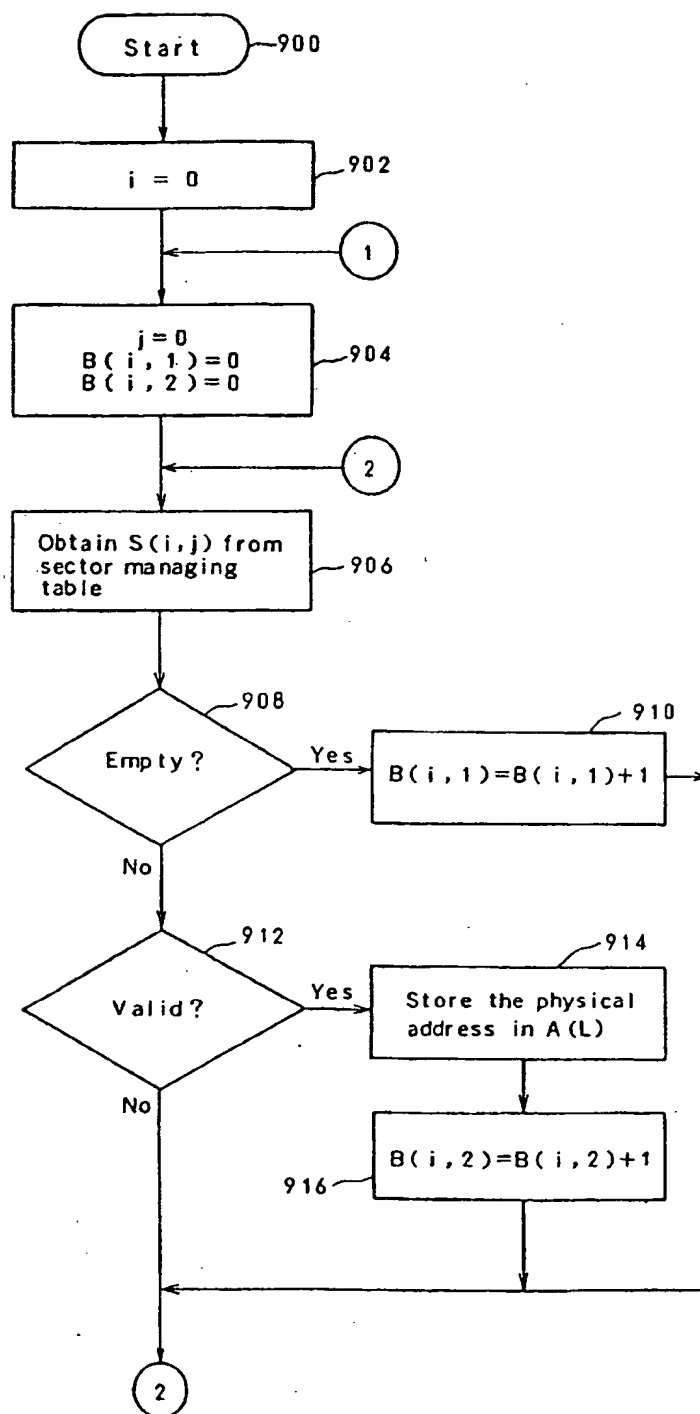 Start
900
i = 0
902
1
j=0
B(i,1)=0
B(i,2)=0
904
2
Obtain S(i,j) from
sector managing
table
906
908
Empty?
Yes
910
B(i,1)=B(i,1)+1
No
912
Valid?
Yes
914
Store the physical
address in A(L)
No
B(i,2)=B(i,2)+1
916
2